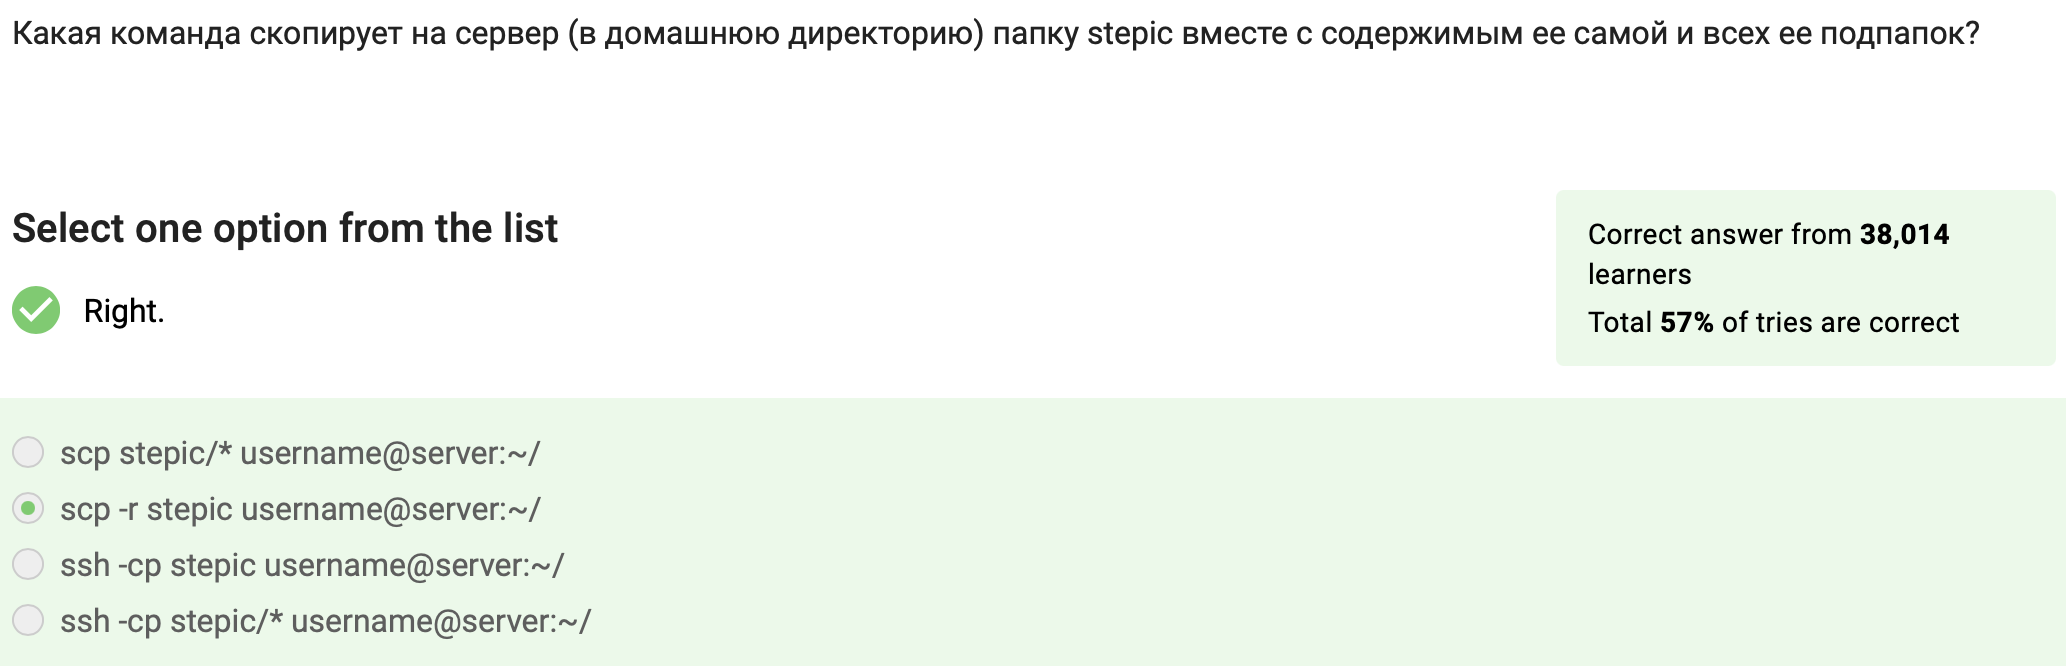 Какая команда скопирует на сервер (в домашнюю директорию) папку stepic вместе с содержимым ее самой и всех ее подпапок?
Select one option from the list
Right.
Correct answer from 38,014
learners
Total 57% of tries are correct
scp stepic/* username@server:~/
scp -r stepic username@server:~/
ssh -cp stepic username@server:~/
ssh -cp stepic/* username@server:~/